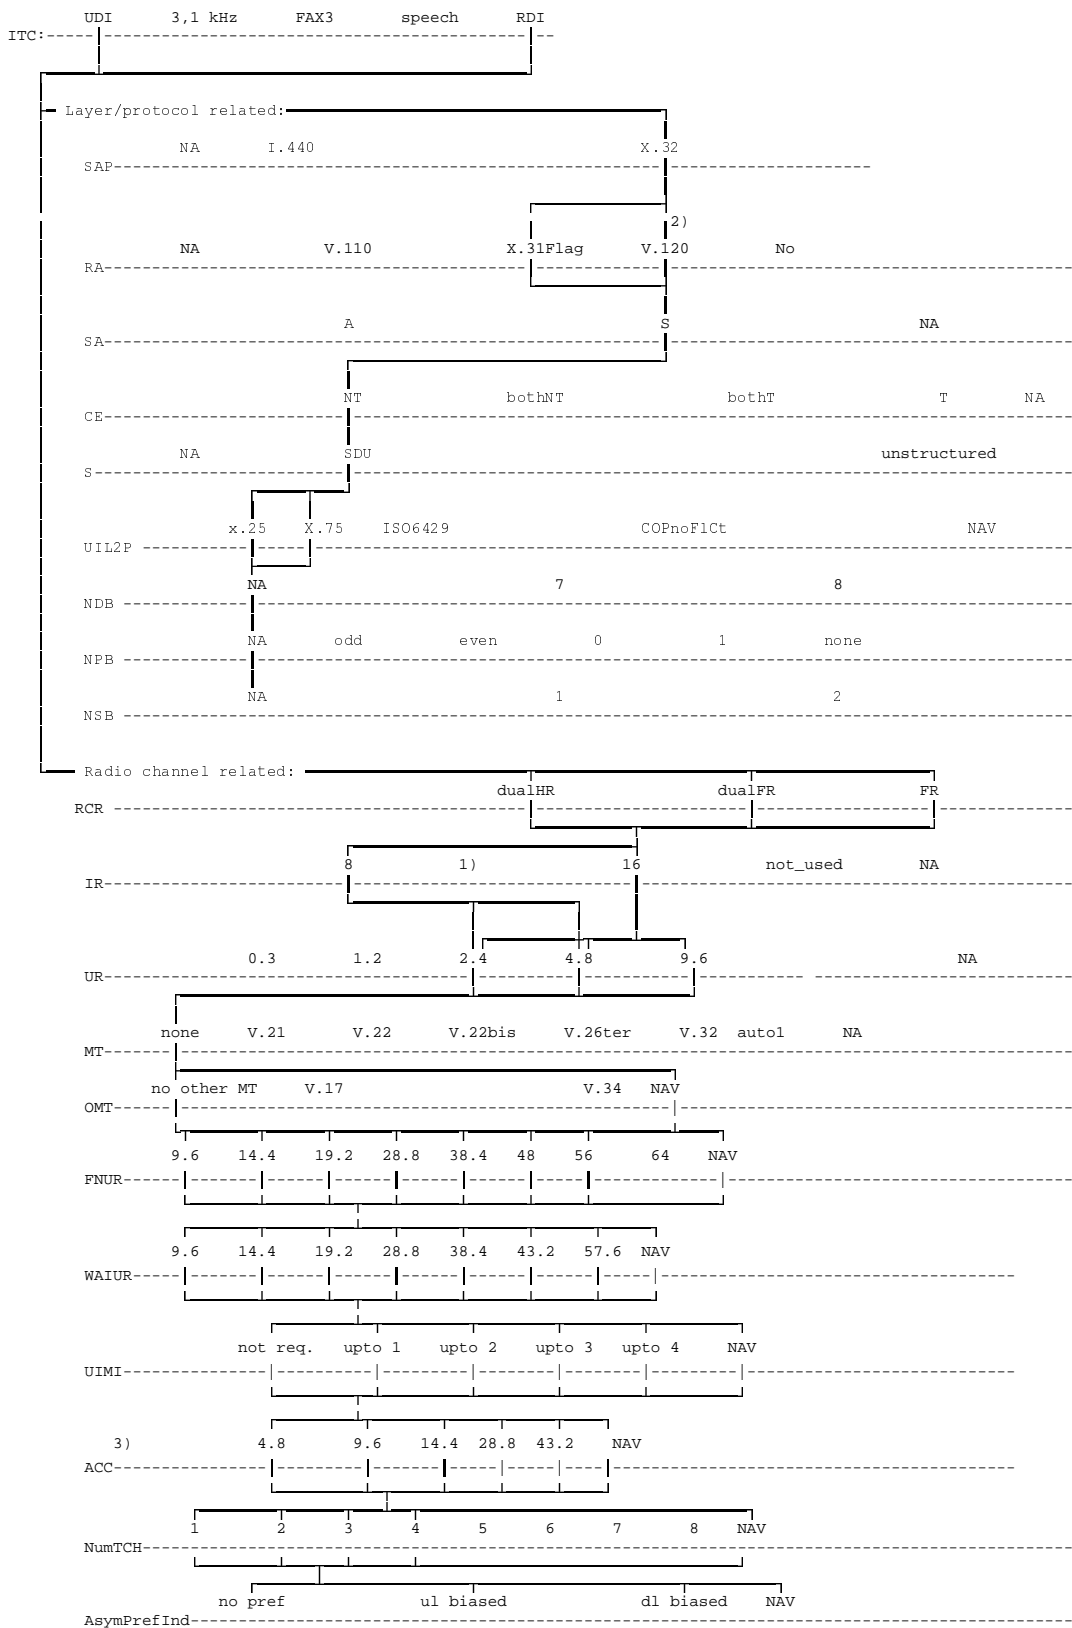 UDI 3,1 kHz FAX3 speech RDI
ITC:
Layer/protocol related:
NA I.440 X.32
SAP
2)
NA V.110 X.31Flag V.120 No
RA
A S NA
SA
NT bothNT bothT T NA
CE
NA SDU unstructured
S
x.25 X.75 ISO6429 COPnoFlCt NAV
UIL2P
NA 7 8
NDB
NA odd even 0 1 none
NPB
NA 1 2
NSB
Radio channel related:
dualHR dualFR FR
RCR
8 1) 16 not_used NA
IR
0.3 1.2 2.4 4.8 9.6 NA
UR
none V.21 V.22 V.22bis V.26ter V.32 auto1 NA
MT
no other MT V.17 V.34 NAV
OMT
9.6 14.4 19.2 28.8 38.4 48 56 64 NAV
FNUR
9.6 14.4 19.2 28.8 38.4 43.2 57.6 NAV
WAIUR
not req. upto 1 upto 2 upto 3 upto 4 NAV
UIMI
3) 4.8 9.6 14.4 28.8 43.2 NAV
ACC
1 2 3 4 5 6 7 8 NAV
NumTCH
no pref ul biased dl biased NAV
AsymPrefInd